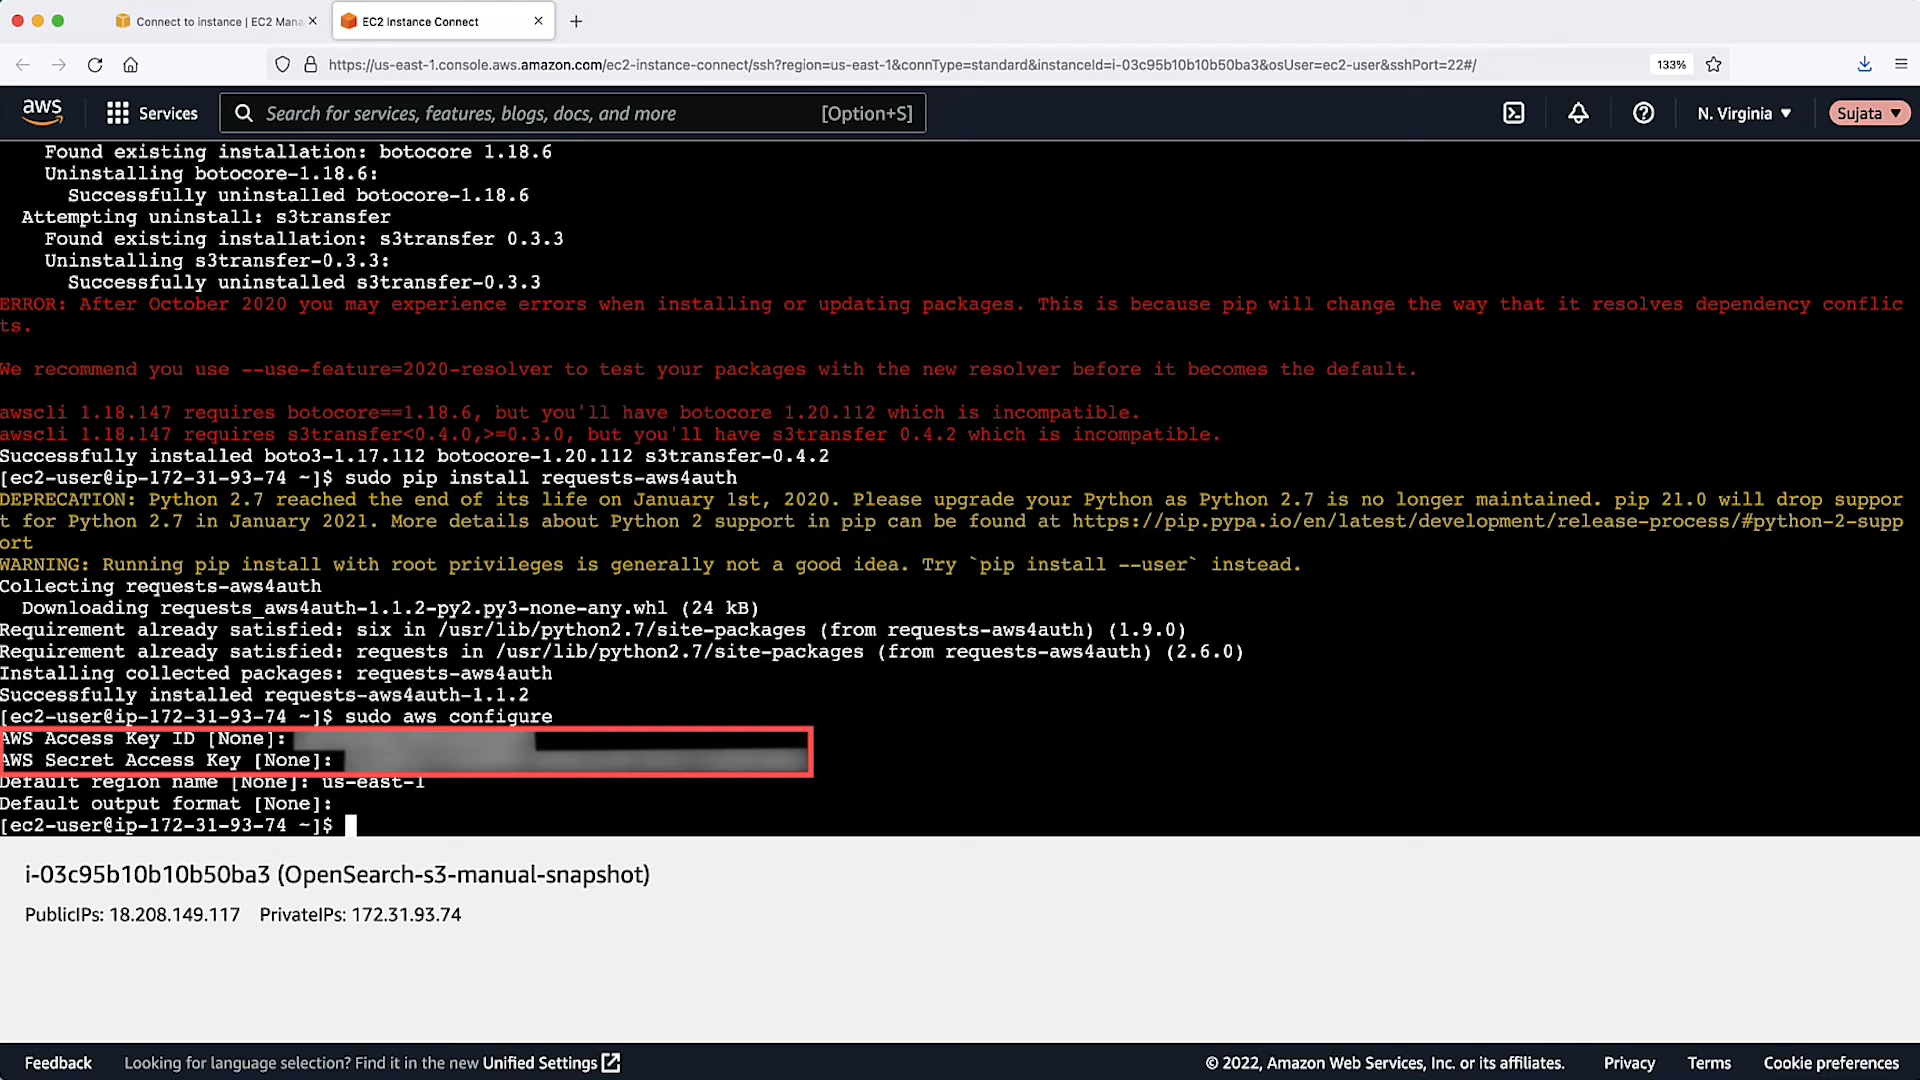 Connect to instance | EC2 Mana
EC2 Instance Connect
https://us-east-1.console.aws.amazon.com/ec2-instance-connect/ssh?region=us-east-1&connType=standard&instanceId=i-03c95b10b10b50ba3&osUser=ec2-user&sshPort=22#/
133%
aws
Services
Search for services, features, blogs, docs, and more
[Option+S]
N. Virginia
Sujata
Found existing installation: botocore 1.18.6
Uninstalling botocore-1.18.6:
Successfully uninstalled botocore-1.18.6
Attempting uninstall: s3transfer
Found existing installation: s3transfer 0.3.3
Uninstalling s3transfer-0.3.3:
Successfully uninstalled s3transfer-0.3.3
ERROR: After October 2020 you may experience errors when installing or updating packages. This is because pip will change the way that it resolves dependency conflic
ts.
We recommend you use --use-feature=2020-resolver to test your packages with the new resolver before it becomes the default.
awscli 1.18.147 requires botocore==1.18.6, but you'll have botocore 1.20.112 which is incompatible.
awscli 1.18.147 requires s3transfer<0.4.0,>=0.3.0, but you'll have s3transfer 0.4.2 which is incompatible.
Successfully installed boto3-1.17.112 botocore-1.20.112 s3transfer-0.4.2
[ec2-user@ip-172-31-93-74 ~]$ sudo pip install requests-aws4auth
DEPRECATION: Python 2.7 reached the end of its life on January 1st, 2020. Please upgrade your Python as Python 2.7 is no longer maintained. pip 21.0 will drop suppor
t for Python 2.7 in January 2021. More details about Python 2 support in pip can be found at https://pip.pypa.io/en/latest/development/release-process/#python-2-supp
ort
WARNING: Running pip install with root privileges is generally not a good idea. Try `pip install --user` instead.
Collecting requests-aws4auth
Downloading requests_aws4auth-1.1.2-py2.py3-none-any.whl (24 kB)
Requirement already satisfied: six in /usr/lib/python2.7/site-packages (from requests-aws4auth) (1.9.0)
Requirement already satisfied: requests in /usr/lib/python2.7/site-packages (from requests-aws4auth) (2.6.0)
Installing collected packages: requests-aws4auth
Successfully installed requests-aws4auth-1.1.2
[ec2-user@ip-172-31-93-74 ~]$ sudo aws configure
AWS Access Key ID [None]:
AWS Secret Access Key [None]:
Default region name [None]: us-east-1
Default output format [None]:
[ec2-user@ip-172-31-93-74 ~]$
i-03c95b10b10b50ba3 (OpenSearch-s3-manual-snapshot)
PublicIPs: 18.208.149.117 PrivateIPs: 172.31.93.74
Feedback
Looking for language selection? Find it in the new Unified Settings
© 2022, Amazon Web Services, Inc. or its affiliates.
Privacy
Terms
Cookie preferences